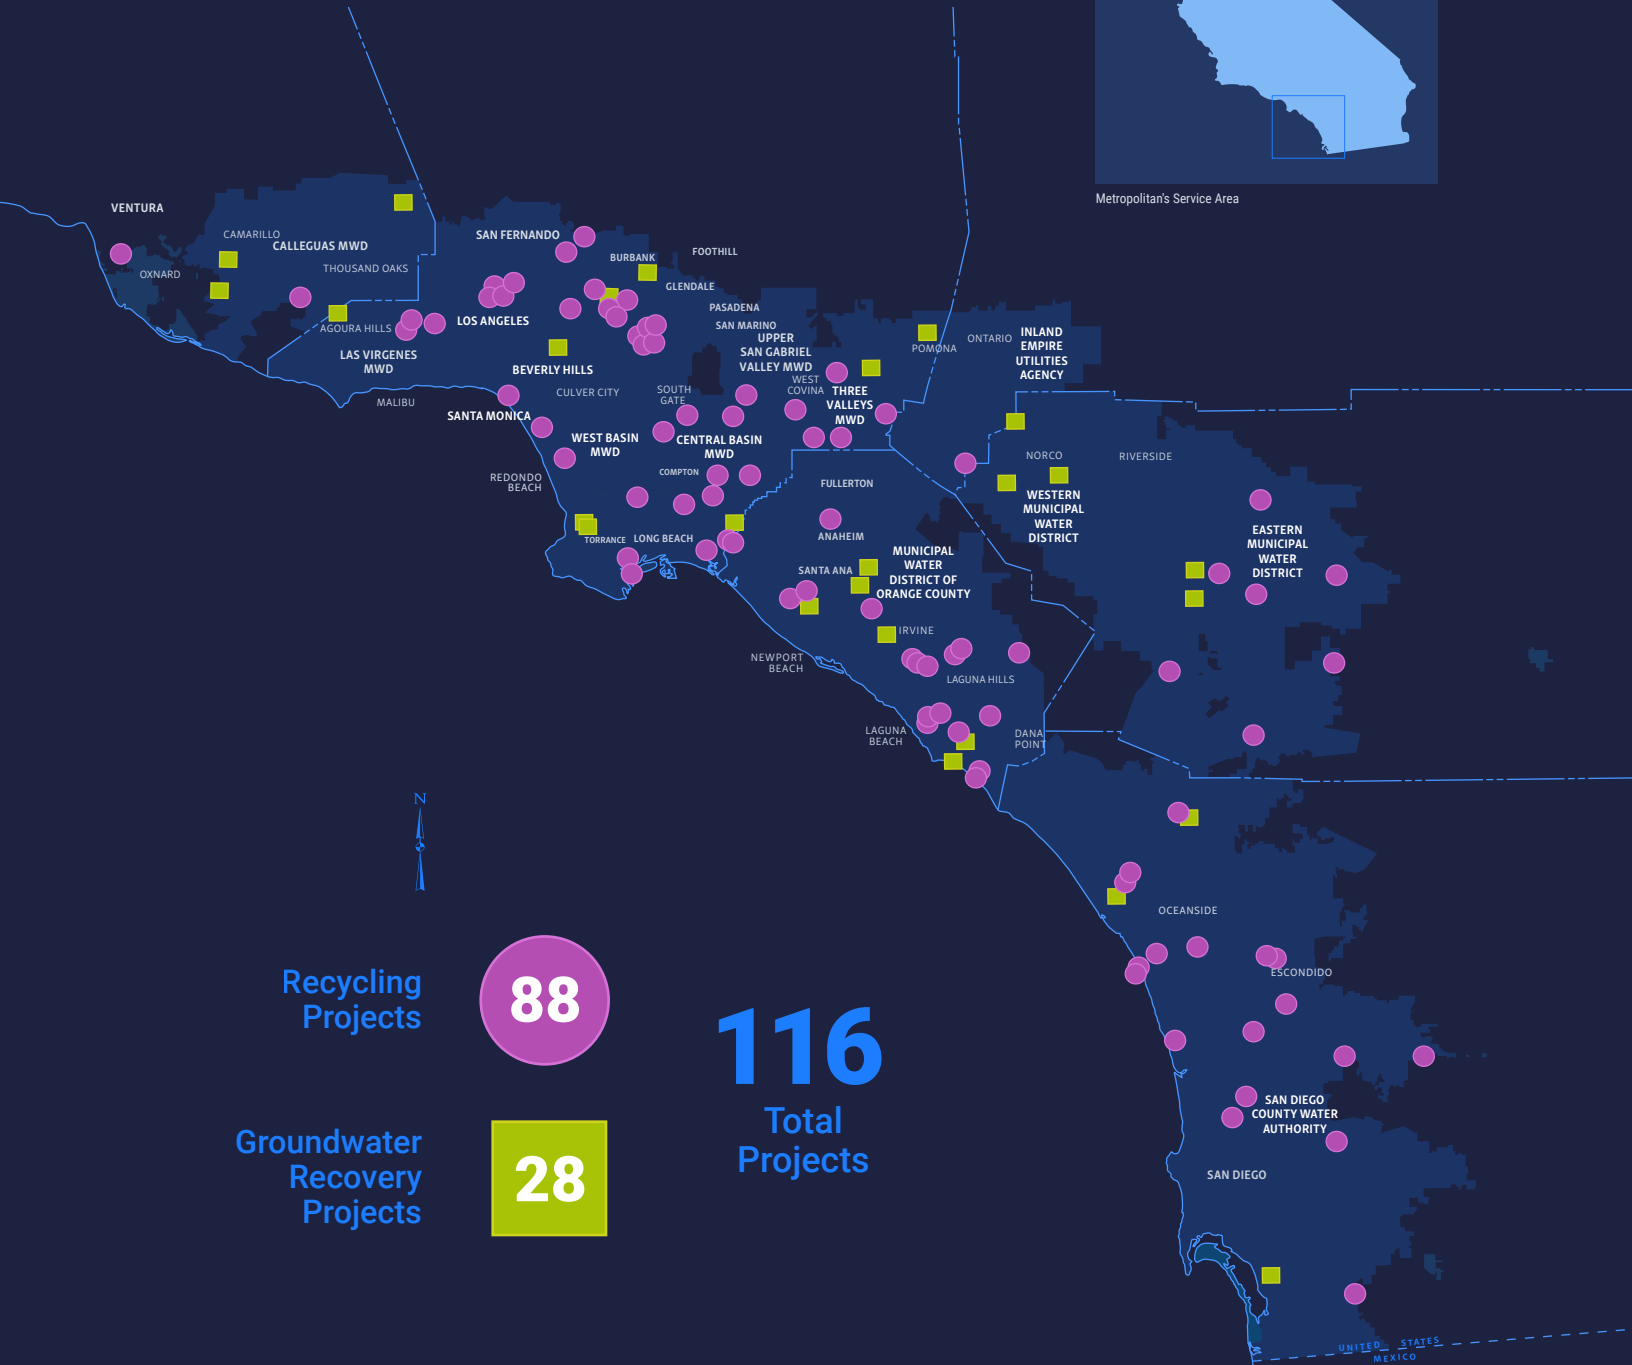 Metropolitan's Service Area
VENTURA
CAMARILLO
CALLEGUAS MWD
OXNARD
THOUSAND OAKS
AGOURA HILLS
LAS VIRGENES
MWD
MALIBU
SAN FERNANDO
BURBANK
FOOTHILL
GLENDALE
PASADENA
LOS ANGELES
SAN MARINO
UPPER
SAN GABRIEL
VALLEY MWD
BEVERLY HILLS
WEST
COVINA
CULVER CITY
SOUTH
GATE
THREE
VALLEYS
MWD
POMONA
ONTARIO
INLAND
EMPIRE
UTILITIES
AGENCY
SANTA MONICA
WEST BASIN
MWD
CENTRAL BASIN
MWD
COMPTON
REDONDO
BEACH
TORRANCE
LONG BEACH
FULLERTON
ANAHEIM
SANTA ANA
MUNICIPAL
WATER
DISTRICT OF
ORANGE COUNTY
NORCO
RIVERSIDE
WESTERN
MUNICIPAL
WATER
DISTRICT
EASTERN
MUNICIPAL
WATER
DISTRICT
IRVINE
NEWPORT
BEACH
LAGUNA HILLS
LAGUNA
BEACH
DANA
POINT
N
OCEANSIDE
ESCONDIDO
SAN DIEGO
COUNTY WATER
AUTHORITY
SAN DIEGO
UNITED STATES
MEXICO
Recycling
Projects
88
Groundwater
Recovery
Projects
28
116
Total
Projects